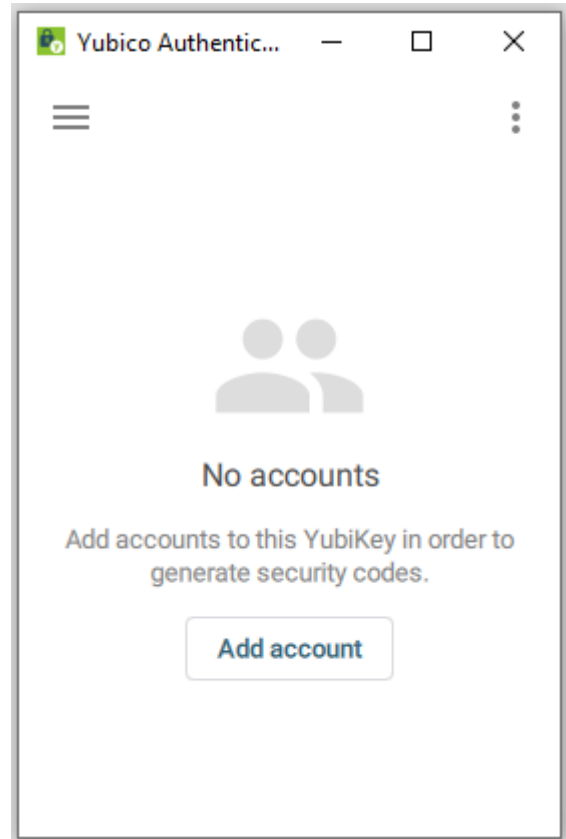 Yubico Authentic...
No accounts
Add accounts to this YubiKey in order to
generate security codes.
Add account